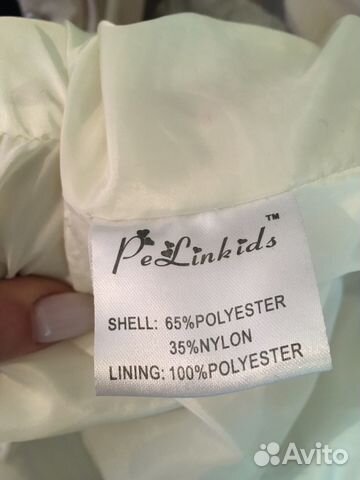 PeLinkids™
SHELL: 65%POLYESTER
35%NYLON
LINING: 100%POLYESTER
Avito